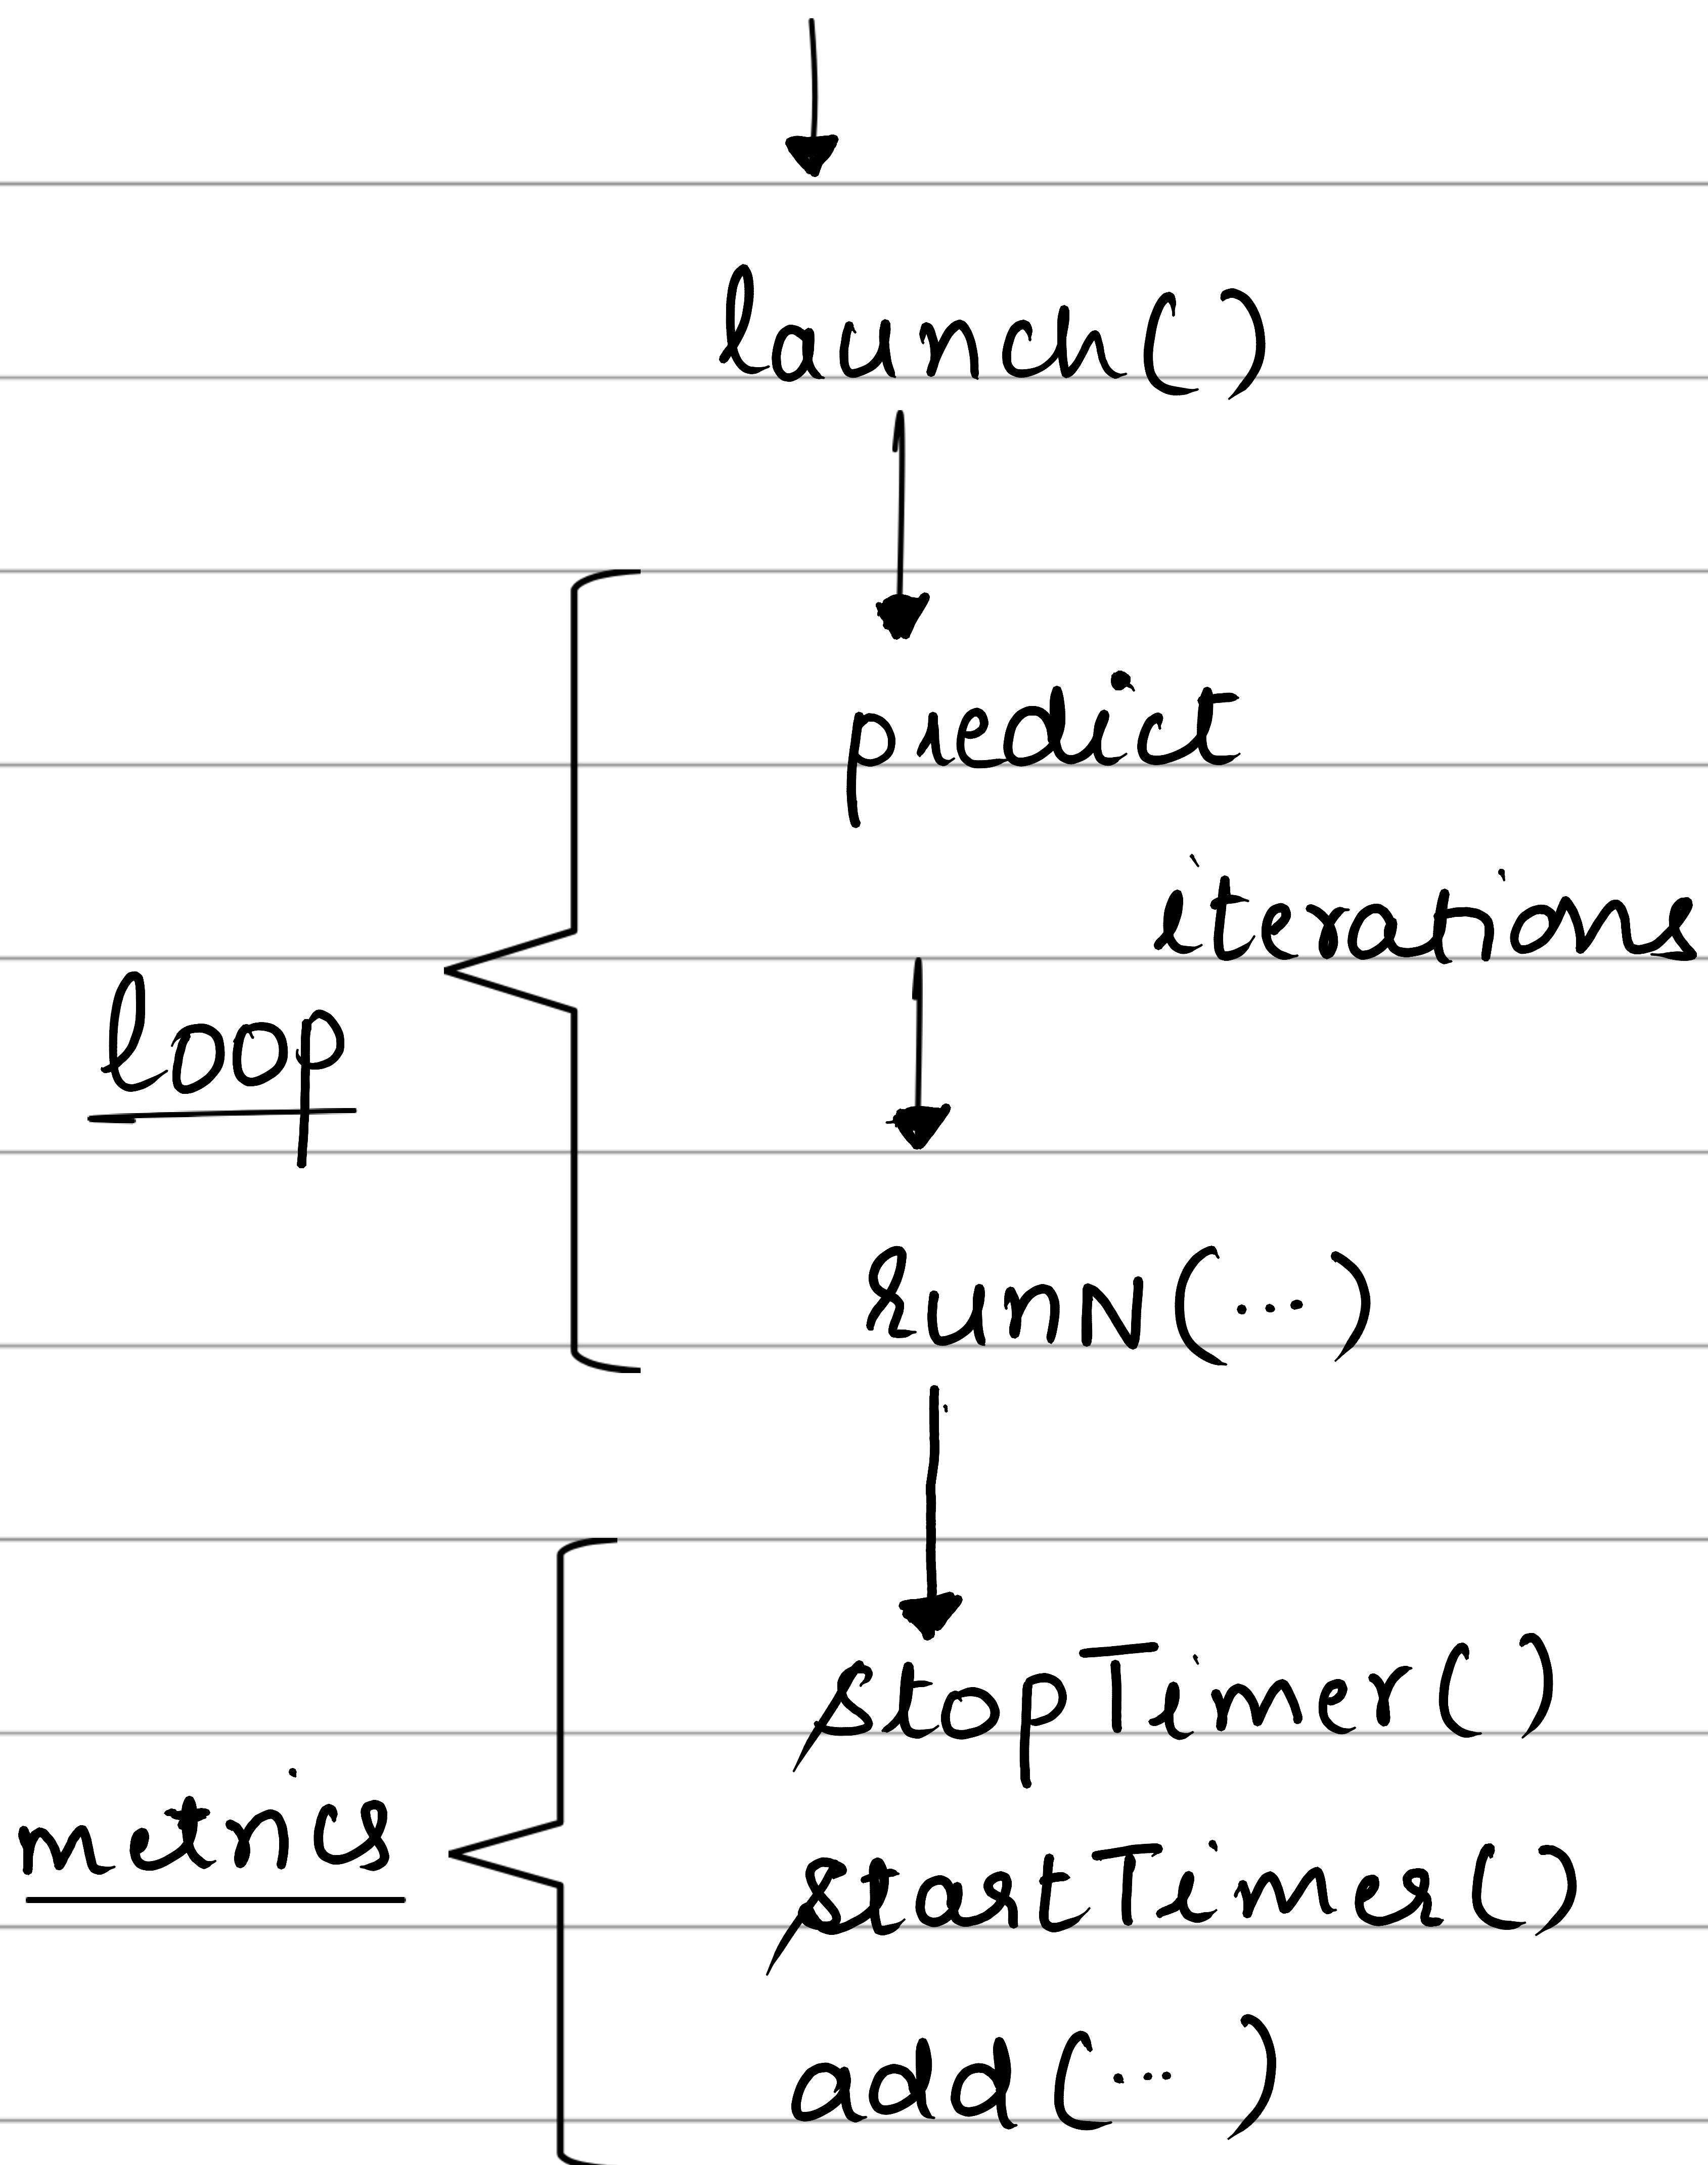 launch()
predict
iterations
loop
runN(...)
stopTimer()
metrics
startTimer()
add(...)